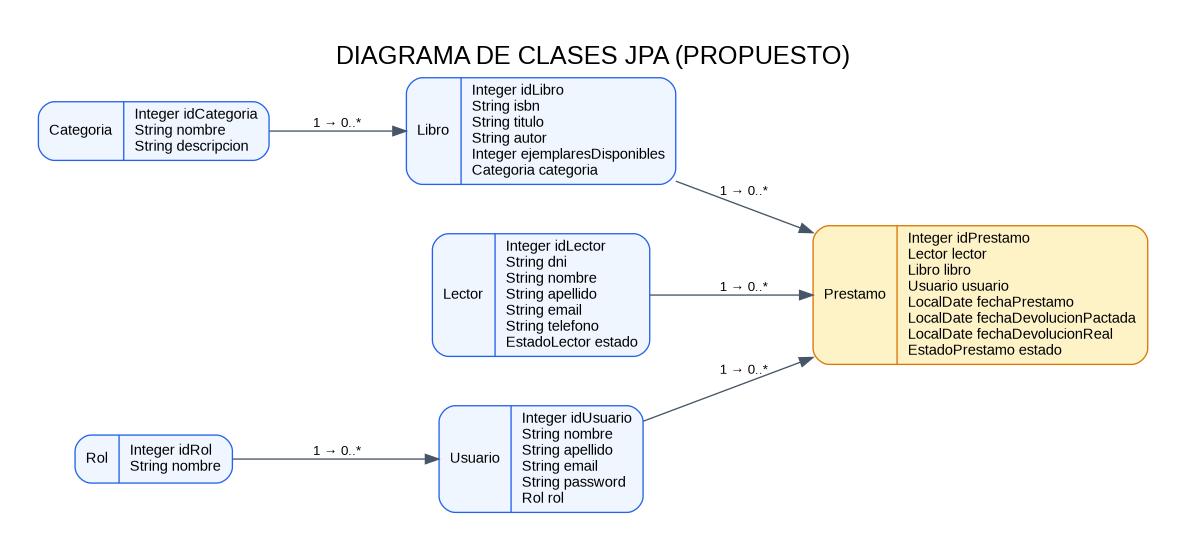 DIAGRAMA DE CLASES JPA (PROPUESTO)
Categoria
Integer idCategoria
String nombre
String descripcion
1 → 0..*
Libro
Integer idLibro
String isbn
String titulo
String autor
Integer ejemplaresDisponibles
Categoria categoria
1 → 0..*
Lector
Integer idLector
String dni
String nombre
String apellido
String email
String telefono
EstadoLector estado
1 → 0..*
Prestamo
Integer idPrestamo
Lector lector
Libro libro
Usuario usuario
LocalDate fechaPrestamo
LocalDate fechaDevolucionPactada
LocalDate fechaDevolucionReal
EstadoPrestamo estado
Rol
Integer idRol
String nombre
1 → 0..*
Usuario
Integer idUsuario
String nombre
String apellido
String email
String password
Rol rol
1 → 0..*